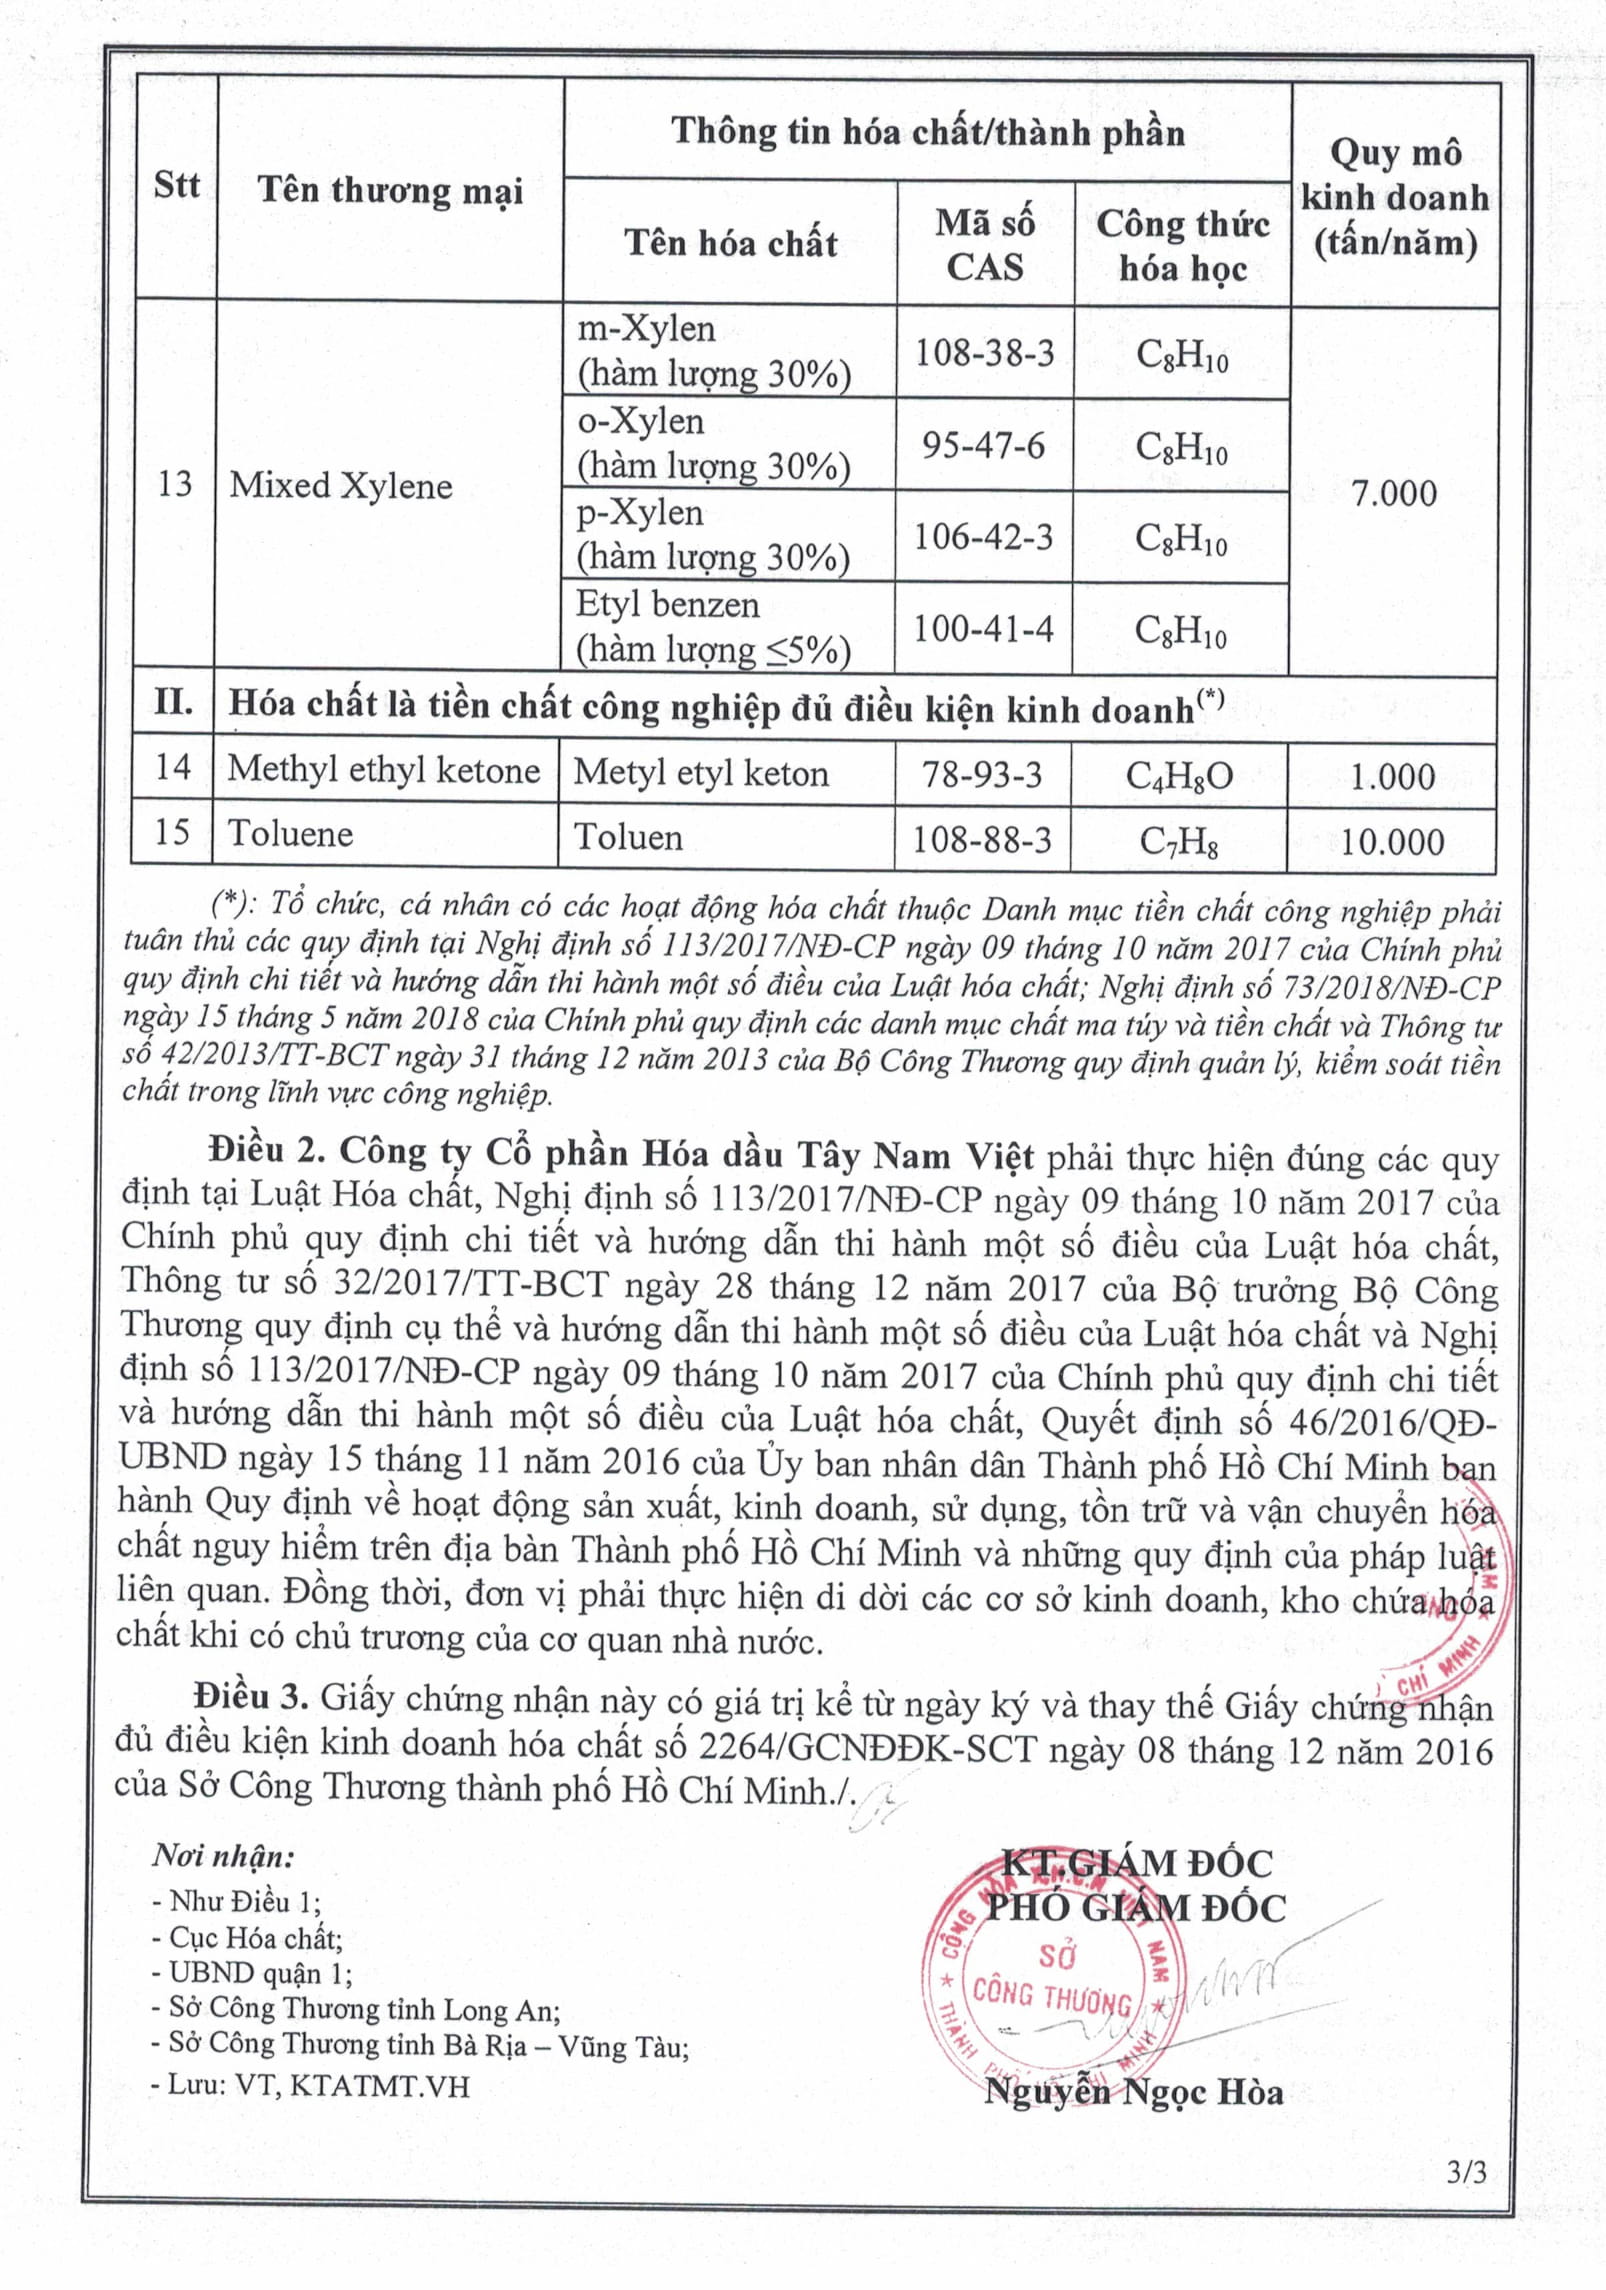 Stt
Tên thương mại
Thông tin hóa chất/thành phần
Quy mô
kinh doanh
(tấn/năm)
Tên hóa chất
Mã số
CAS
Công thức
hóa học
13
Mixed Xylene
m-Xylen
(hàm lượng 30%)
108-38-3
C₈H₁₀
o-Xylen
(hàm lượng 30%)
95-47-6
C₈H₁₀
p-Xylen
(hàm lượng 30%)
106-42-3
C₈H₁₀
Etyl benzen
(hàm lượng ≤5%)
100-41-4
C₈H₁₀
7.000
II. Hóa chất là tiền chất công nghiệp đủ điều kiện kinh doanh(*)
14 Methyl ethyl ketone Metyl etyl keton 78-93-3 C₄H₈O 1.000
15 Toluene Toluen 108-88-3 C₇H₈ 10.000
(*): Tổ chức, cá nhân có các hoạt động hóa chất thuộc Danh mục tiền chất công nghiệp phải
tuân thủ các quy định tại Nghị định số 113/2017/NĐ-CP ngày 09 tháng 10 năm 2017 của Chính phủ
quy định chi tiết và hướng dẫn thi hành một số điều của Luật hóa chất; Nghị định số 73/2018/NĐ-CP
ngày 15 tháng 5 năm 2018 của Chính phủ quy định các danh mục chất ma túy và tiền chất và Thông tư
số 42/2013/TT-BCT ngày 31 tháng 12 năm 2013 của Bộ Công Thương quy định quản lý, kiểm soát tiền
chất trong lĩnh vực công nghiệp.
Điều 2. Công ty Cổ phần Hóa dầu Tây Nam Việt phải thực hiện đúng các quy
định tại Luật Hóa chất, Nghị định số 113/2017/NĐ-CP ngày 09 tháng 10 năm 2017 của
Chính phủ quy định chi tiết và hướng dẫn thi hành một số điều của Luật hóa chất,
Thông tư số 32/2017/TT-BCT ngày 28 tháng 12 năm 2017 của Bộ trưởng Bộ Công
Thương quy định cụ thể và hướng dẫn thi hành một số điều của Luật hóa chất và Nghị
định số 113/2017/NĐ-CP ngày 09 tháng 10 năm 2017 của Chính phủ quy định chi tiết
và hướng dẫn thi hành một số điều của Luật hóa chất, Quyết định số 46/2016/QĐ-
UBND ngày 15 tháng 11 năm 2016 của Ủy ban nhân dân Thành phố Hồ Chí Minh ban
hành Quy định về hoạt động sản xuất, kinh doanh, sử dụng, tồn trữ và vận chuyển hóa
chất nguy hiểm trên địa bàn Thành phố Hồ Chí Minh và những quy định của pháp luật
liên quan. Đồng thời, đơn vị phải thực hiện di dời các cơ sở kinh doanh, kho chứa hóa
chất khi có chủ trương của cơ quan nhà nước.
CHÍ MINH
Điều 3. Giấy chứng nhận này có giá trị kể từ ngày ký và thay thế Giấy chứng nhận
đủ điều kiện kinh doanh hóa chất số 2264/GCNĐĐK-SCT ngày 08 tháng 12 năm 2016
của Sở Công Thương thành phố Hồ Chí Minh./.
Nơi nhận:
- Như Điều 1;
- Cục Hóa chất;
- UBND quận 1;
- Sở Công Thương tỉnh Long An;
- Sở Công Thương tỉnh Bà Rịa – Vũng Tàu;
- Lưu: VT, KTATMT.VH
KT.GIÁM ĐỐC
PHÓ GIÁM ĐỐC
CỘNG HÒA X.H.C.N VIỆT NAM
SỞ
CÔNG THƯƠNG
THÀNH PHỐ HỒ CHÍ MINH
Nguyễn Ngọc Hòa
3/3